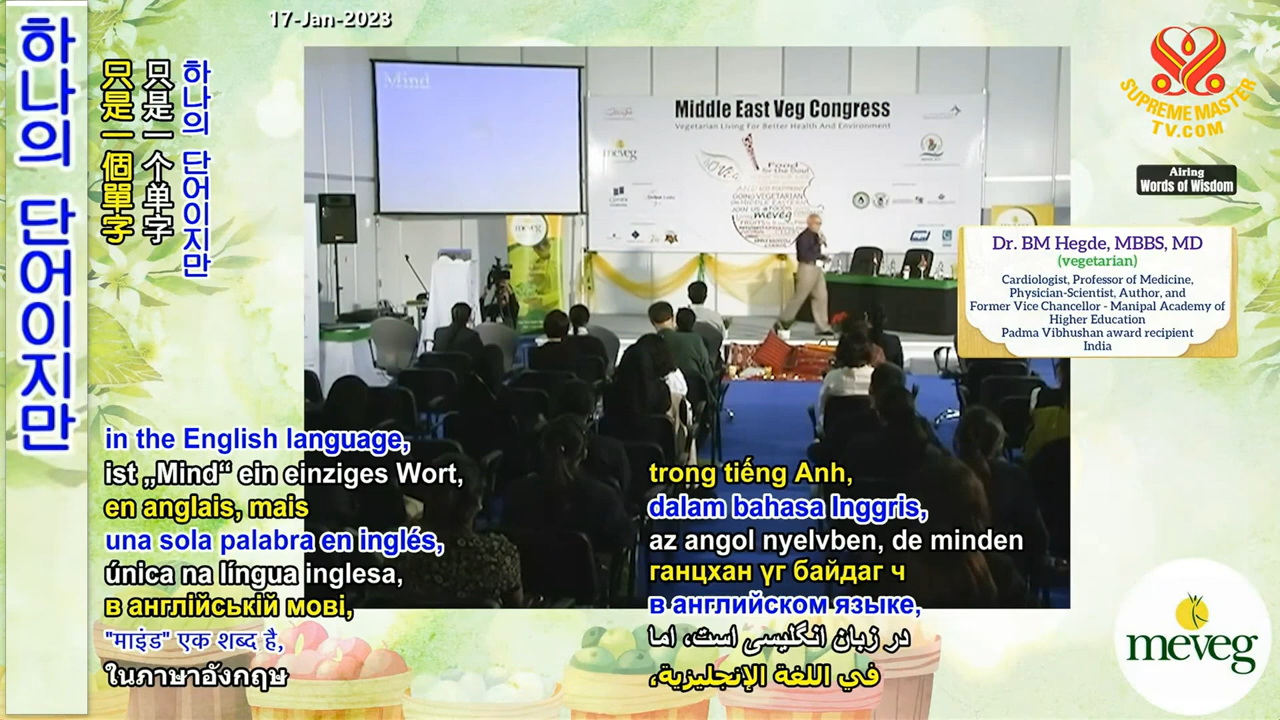 17-Jan-2023
하나의 단어이지만
하나의 단어이지만
只是一个单字
只是一個單字
Mind
Middle East Veg Congress
Vegetarian Living For Better Health And Environment
meveg
Food
for the Soul
GOING VEGETARIAN
meveg
SUPREME MASTER
TV.COM
Airing
Words of Wisdom
Dr. BM Hegde, MBBS, MD
(vegetarian)
Cardiologist, Professor of Medicine,
Physician-Scientist, Author, and
Former Vice Chancellor - Manipal Academy of
Higher Education
Padma Vibhushan award recipient
India
in the English language,
ist „Mind“ ein einziges Wort,
en anglais, mais
una sola palabra en inglés,
única na língua inglesa,
в англійській мові,
"माइंड" एक शब्द है,
ในภาษาอังกฤษ
trong tiếng Anh,
dalam bahasa Inggris,
az angol nyelvben, de minden
ганцхан үг байдаг ч
в английском языке,
در زبان انگلیسی است، اما
في اللغة الإنجليزية،
meveg